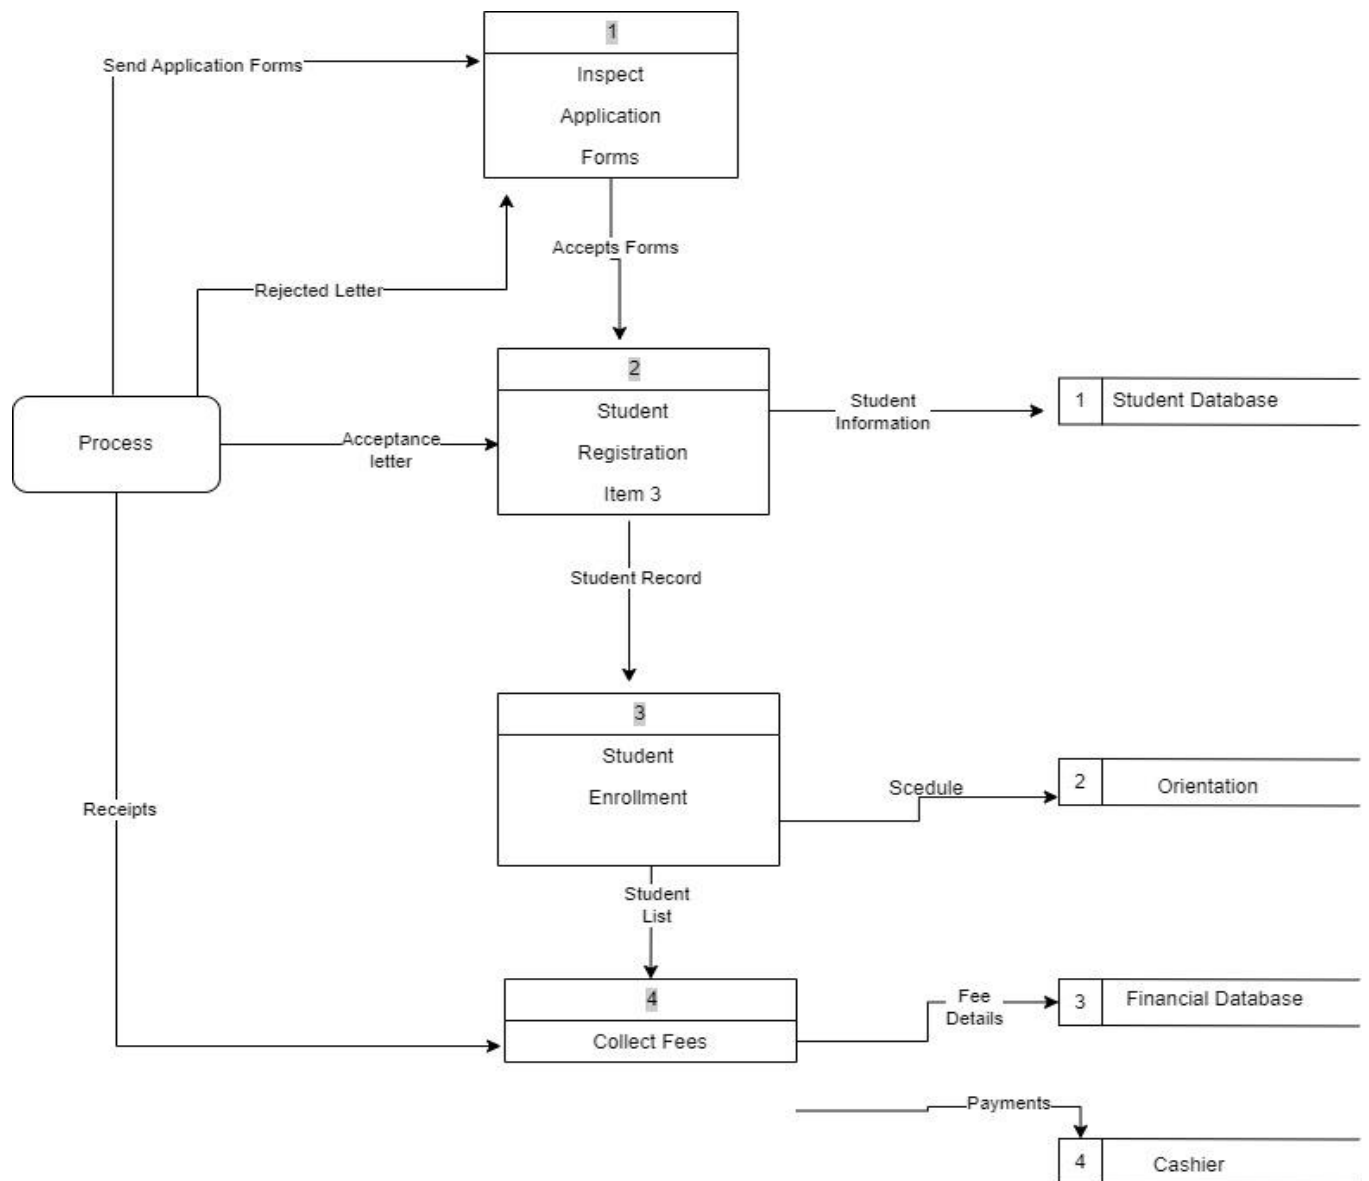 1
Send Application Forms
Inspect
Application
Forms
Accepts Forms
Rejected Letter
2
Student
Registration
Item 3
Process
Acceptance
letter
Student
Information
1
Student Database
Student Record
3
Student
Enrollment
Scedule
2
Orientation
Receipts
Student
List
4
Collect Fees
Fee
Details
3
Financial Database
Payments
4
Cashier